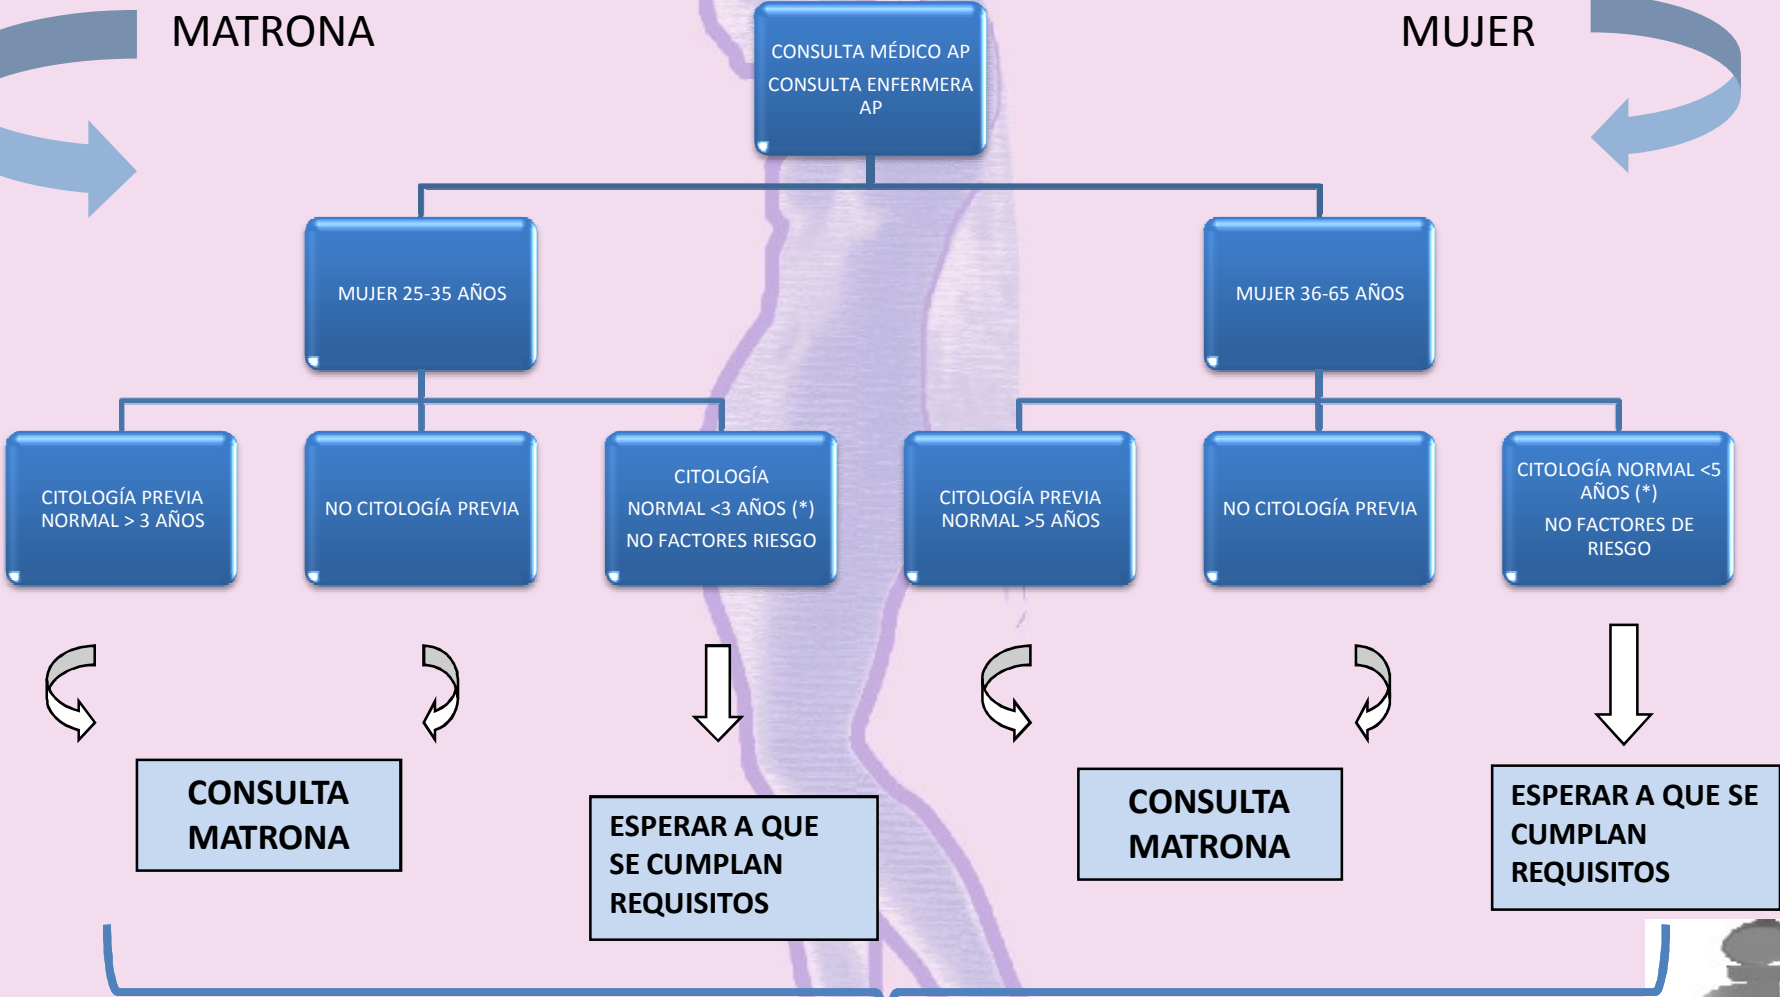 MATRONA
MUJER
CONSULTA MÉDICO AP
CONSULTA ENFERMERA
AP
MUJER 25-35 AÑOS
MUJER 36-65 AÑOS
CITOLOGÍA PREVIA
NORMAL > 3 AÑOS
NO CITOLOGÍA PREVIA
CITOLOGÍA
NORMAL <3 AÑOS (*)
NO FACTORES RIESGO
CITOLOGÍA PREVIA
NORMAL >5 AÑOS
NO CITOLOGÍA PREVIA
CITOLOGÍA NORMAL <5
AÑOS (*)
NO FACTORES DE
RIESGO
CONSULTA
MATRONA
ESPERAR A QUE
SE CUMPLAN
REQUISITOS
CONSULTA
MATRONA
ESPERAR A QUE SE
CUMPLAN
REQUISITOS